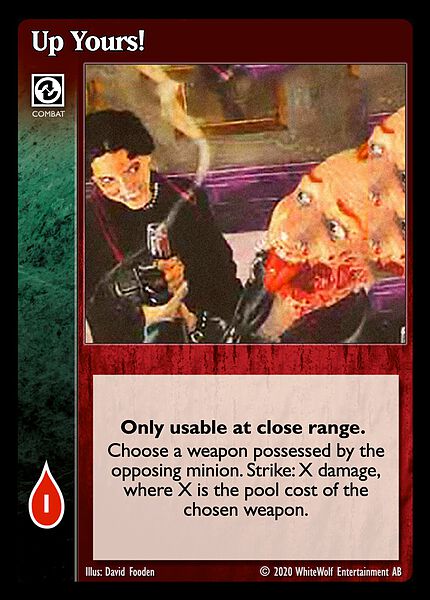 Up Yours!
COMBAT
Only usable at close range.
Choose a weapon possessed by the
opposing minion. Strike: X damage,
where X is the pool cost of the
chosen weapon.
1
Illus: David Fooden © 2020 WhiteWolf Entertainment AB